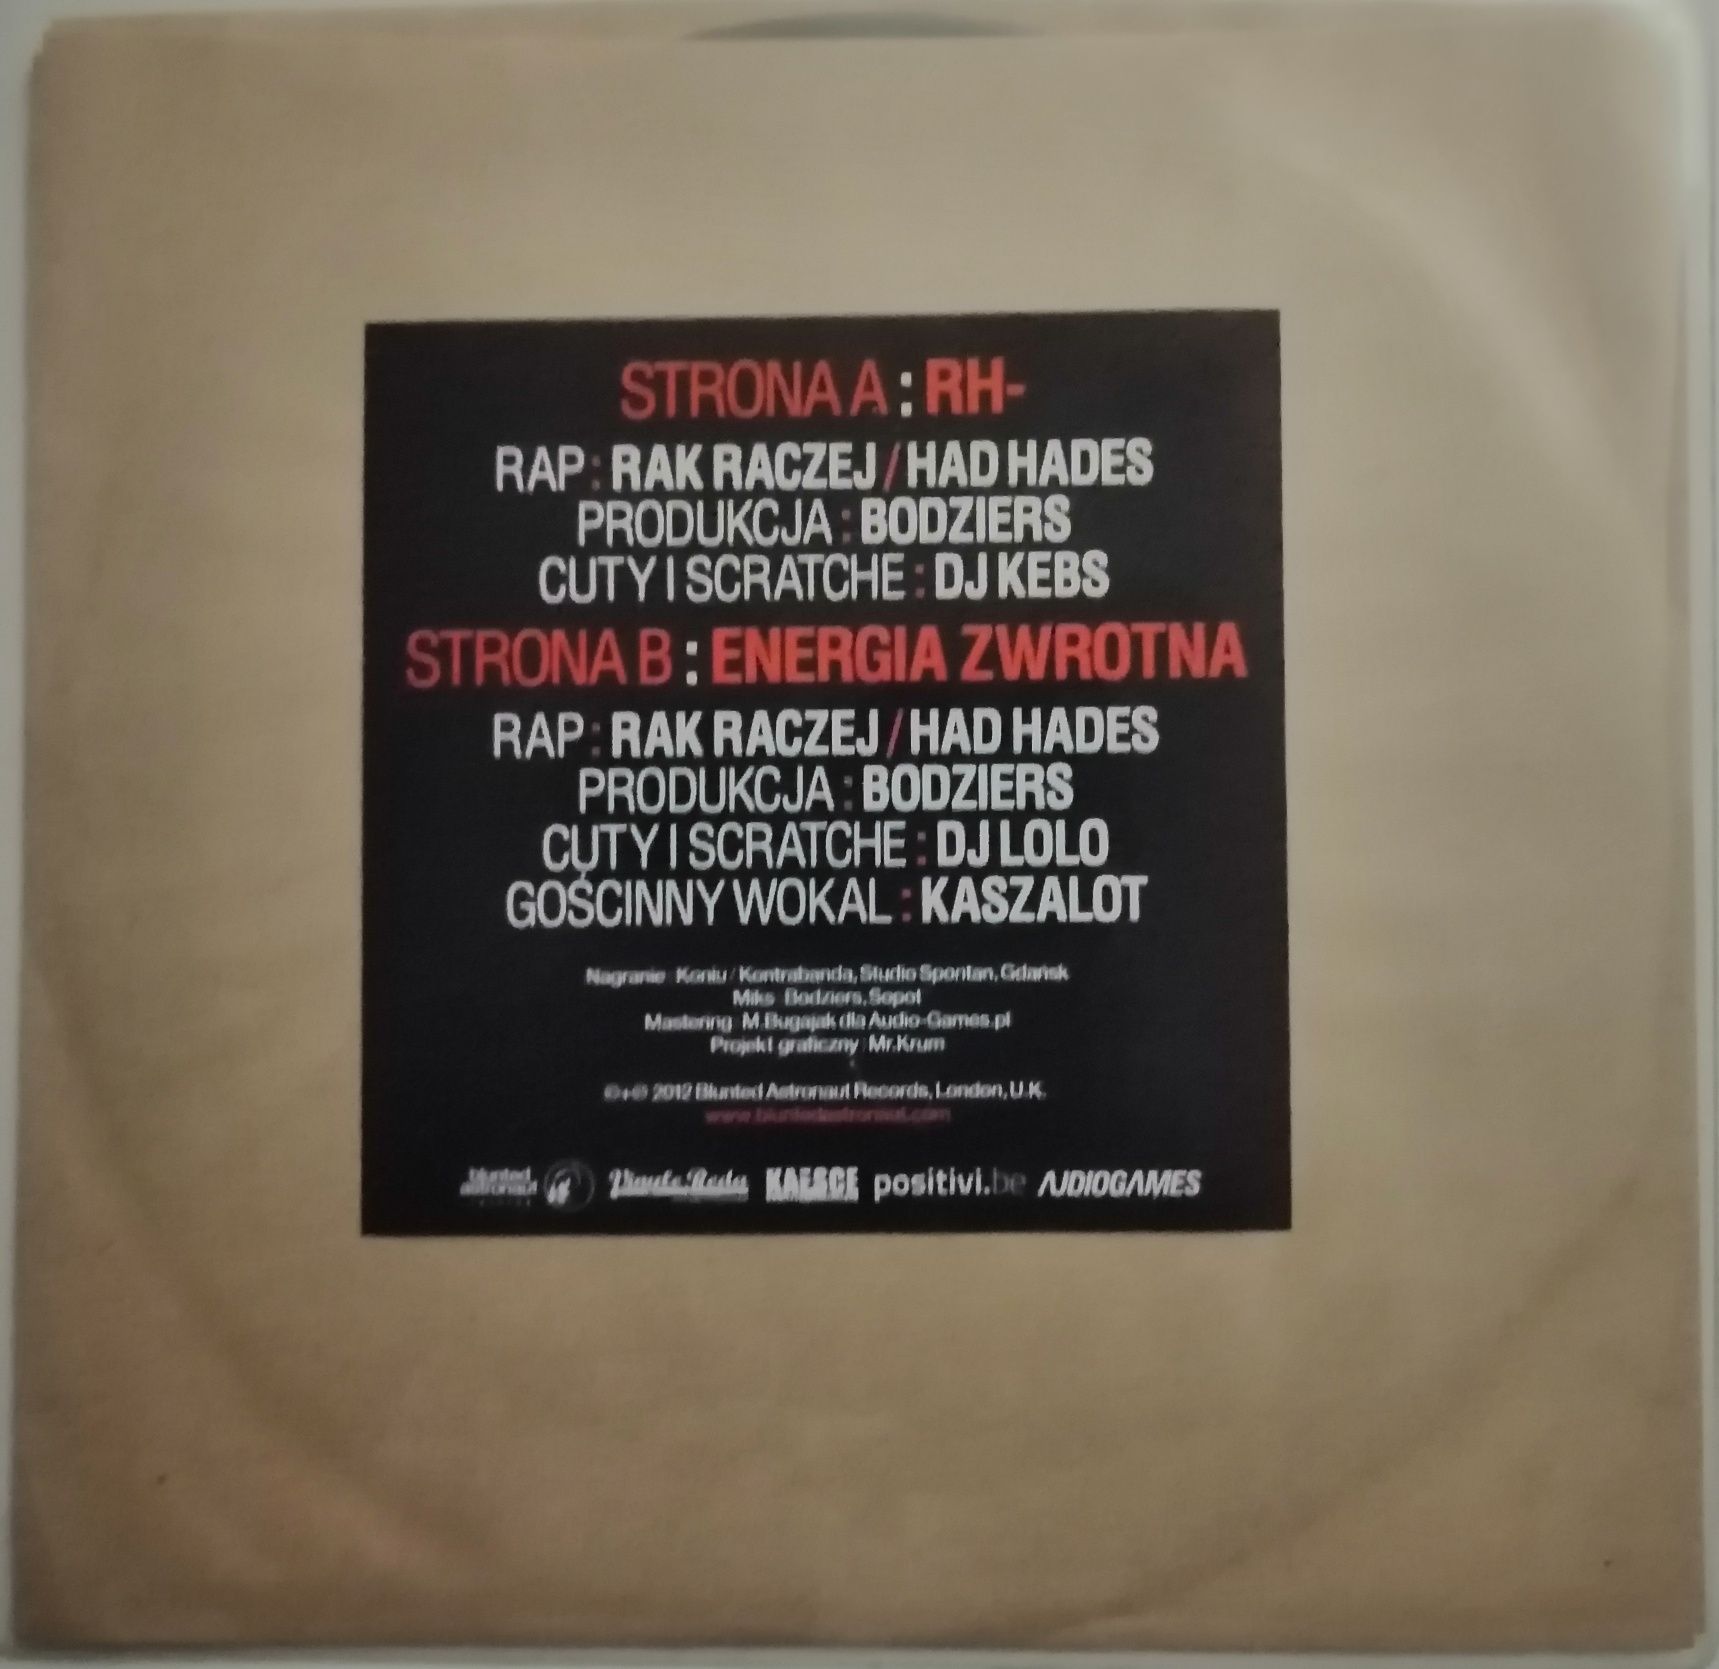 STRONA A : RH-
RAP : RAK RACZEJ / HAD HADES
PRODUKCJA : BODZIERS
CUTY I SCRATCHE : DJ KEBS
STRONA B : ENERGIA ZWROTNA
RAP : RAK RACZEJ / HAD HADES
PRODUKCJA : BODZIERS
CUTY I SCRATCHE : DJ LOLO
GOŚCINNY WOKAL : KASZALOT
Nagranie Koniu / Kontrabanda, Studio Spontan, Gdańsk
Miks Bodziers, Sopot
Mastering M.Bugajak dla Audio-Games.pl
Projekt graficzny Mr.Krum
©+℗ 2012 Blunted Astronaut Records, London, U.K.
www.bluntedastronaut.com
blunted astronaut KAESCE positivi.be AUDIOGAMES